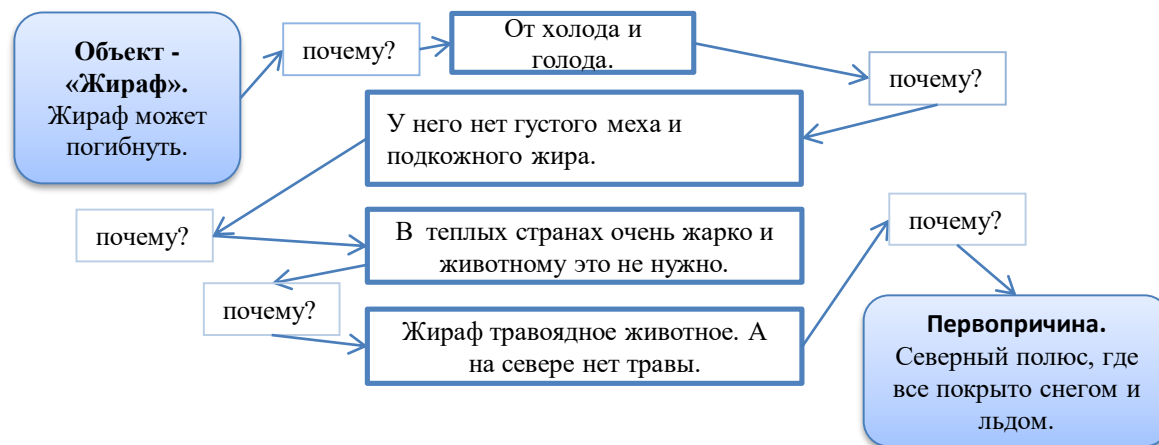 Объект -
«Жираф».
Жираф может
погибнуть.
почему?
От холода и
голода.
почему?
У него нет густого меха и
подкожного жира.
почему?
В теплых странах очень жарко и
животному это не нужно.
почему?
Жираф травоядное животное. А
на севере нет травы.
почему?
Первопричина.
Северный полюс, где
все покрыто снегом и
льдом.